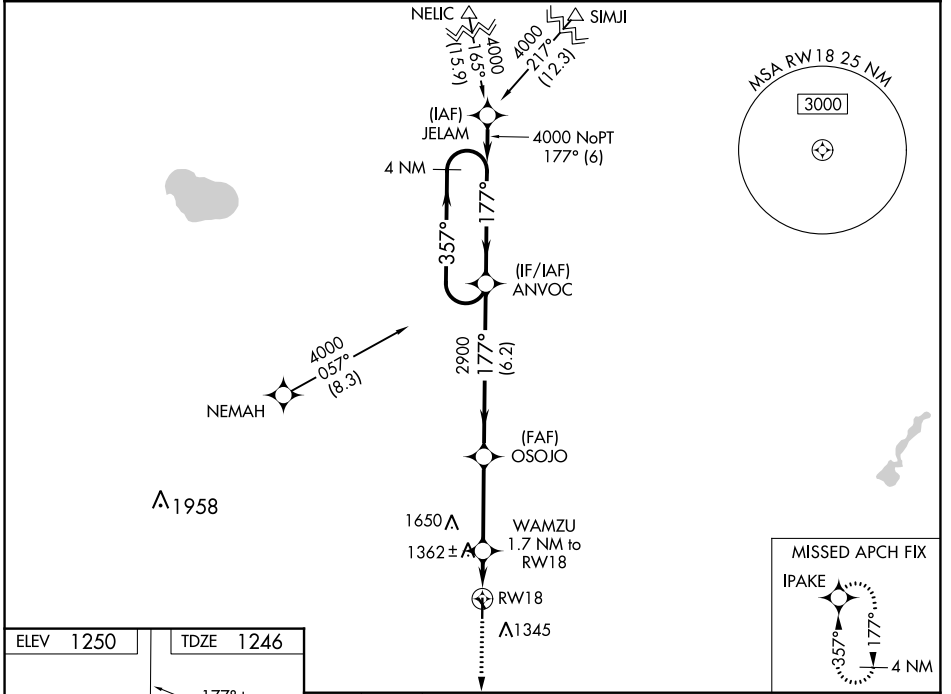 NELIC
SIMJI
4000
165°
(15.9)
4000
217°
(12.3)
MSA RW18 25 NM
3000
(IAF)
JELAM
4000 NoPT
177° (6)
4 NM
177°
357°
(IF/IAF)
ANVOC
4000
057°
(8.3)
NEMAH
2900
177°
(6.2)
(FAF)
OSOJO
1958
1650
1362 ±
WAMZU
1.7 NM to
RW18
RW18
1345
MISSED APCH FIX
IPAKE
357°
177°
4 NM
ELEV 1250
TDZE 1246